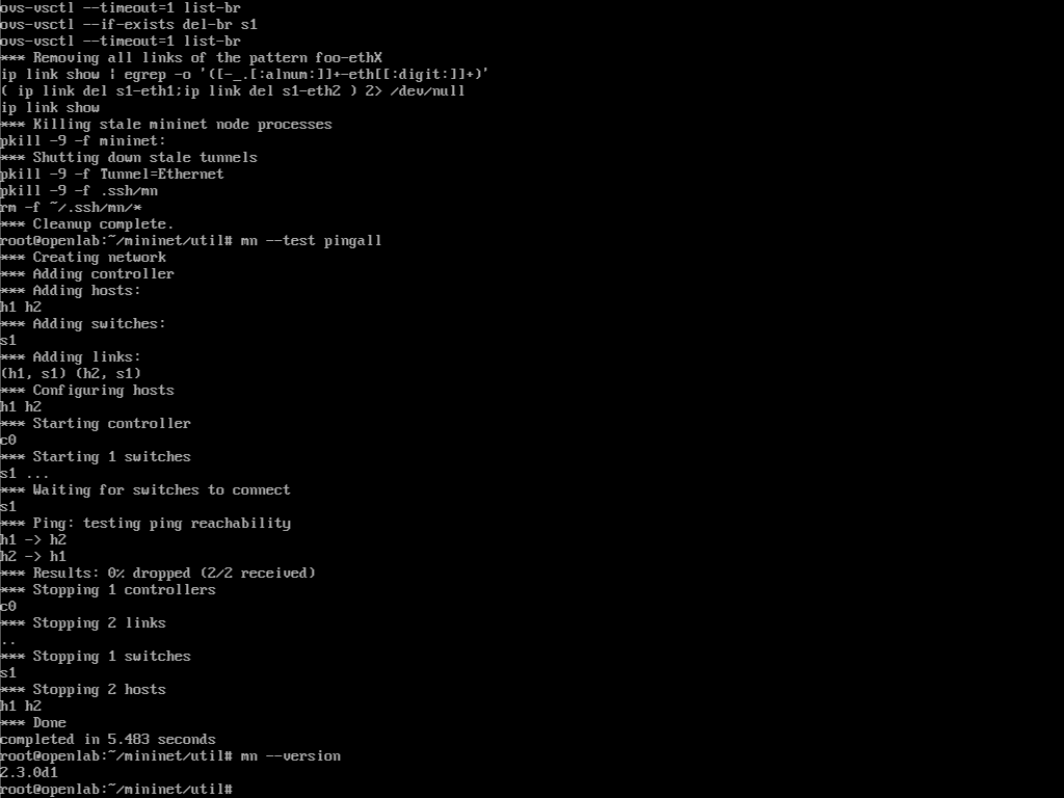 ovs-vsctl --timeout=1 list-br
ovs-vsctl --if-exists del-br s1
ovs-vsctl --timeout=1 list-br
*** Removing all links of the pattern foo-ethX
ip link show | egrep -o '([-_.[:alnum:]]+-eth[[:digit:]]+)'
( ip link del s1-eth1;ip link del s1-eth2 ) 2> /dev/null
ip link show
*** Killing stale mininet node processes
pkill -9 -f mininet:
*** Shutting down stale tunnels
pkill -9 -f Tunnel=Ethernet
pkill -9 -f .ssh/mn
rm -f ~/.ssh/mn/*
*** Cleanup complete.
root@openlab:~/mininet/util# mn --test pingall
*** Creating network
*** Adding controller
*** Adding hosts:
h1 h2
*** Adding switches:
s1
*** Adding links:
(h1, s1) (h2, s1)
*** Configuring hosts
h1 h2
*** Starting controller
c0
*** Starting 1 switches
s1 ...
*** Waiting for switches to connect
s1
*** Ping: testing ping reachability
h1 -> h2
h2 -> h1
*** Results: 0% dropped (2/2 received)
*** Stopping 1 controllers
c0
*** Stopping 2 links
..
*** Stopping 1 switches
s1
*** Stopping 2 hosts
h1 h2
*** Done
completed in 5.483 seconds
root@openlab:~/mininet/util# mn --version
2.3.0d1
root@openlab:~/mininet/util#